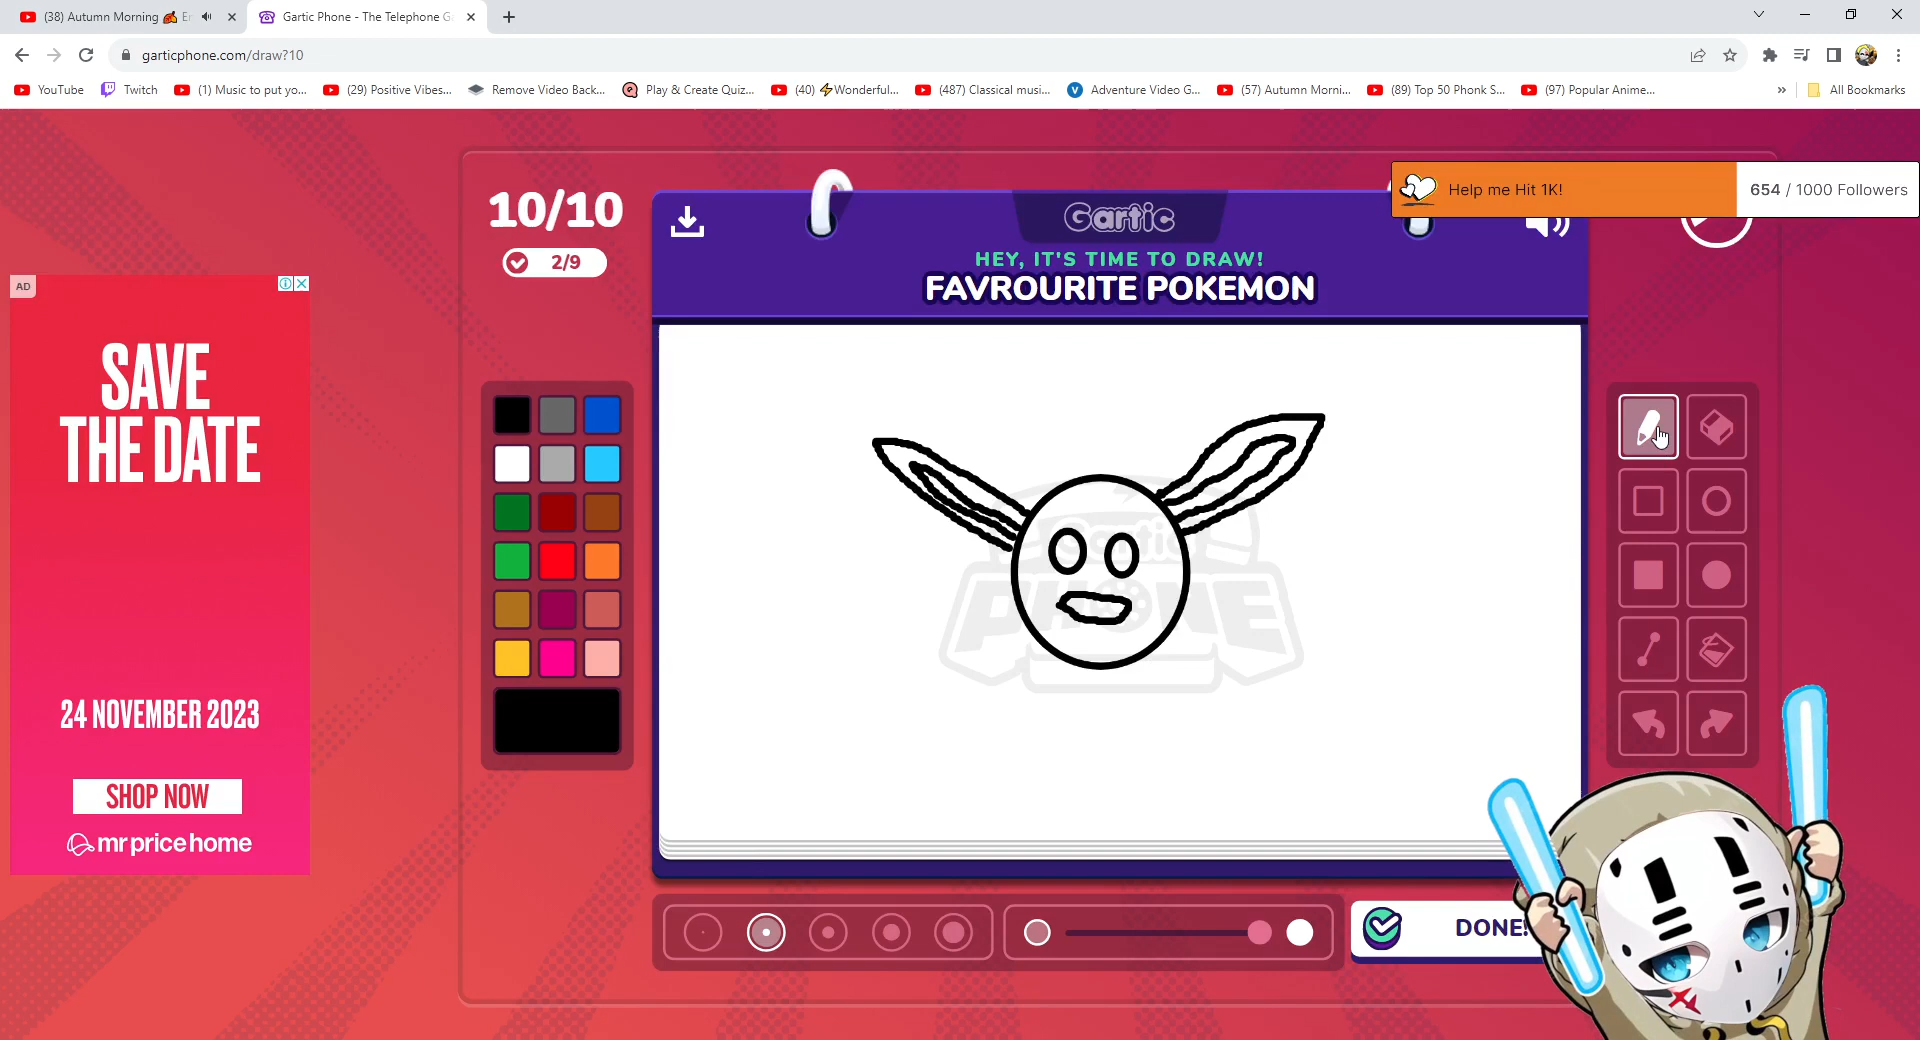 (38) Autumn Morning 🍂 Er
Gartic Phone - The Telephone G
garticphone.com/draw?10
YouTube
Twitch
(1) Music to put yo...
(29) Positive Vibes...
Remove Video Back...
Play & Create Quiz...
(40) ⚡Wonderful...
(487) Classical musi...
Adventure Video G...
(57) Autumn Morni...
(89) Top 50 Phonk S...
(97) Popular Anime...
»
All Bookmarks
10/10
2/9
Gartic
HEY, IT'S TIME TO DRAW!
FAVROURITE POKEMON
Help me Hit 1K!
654 / 1000 Followers
AD
SAVE
THE DATE
24 NOVEMBER 2023
SHOP NOW
mr price home
Gartic
PHONE
DONE!